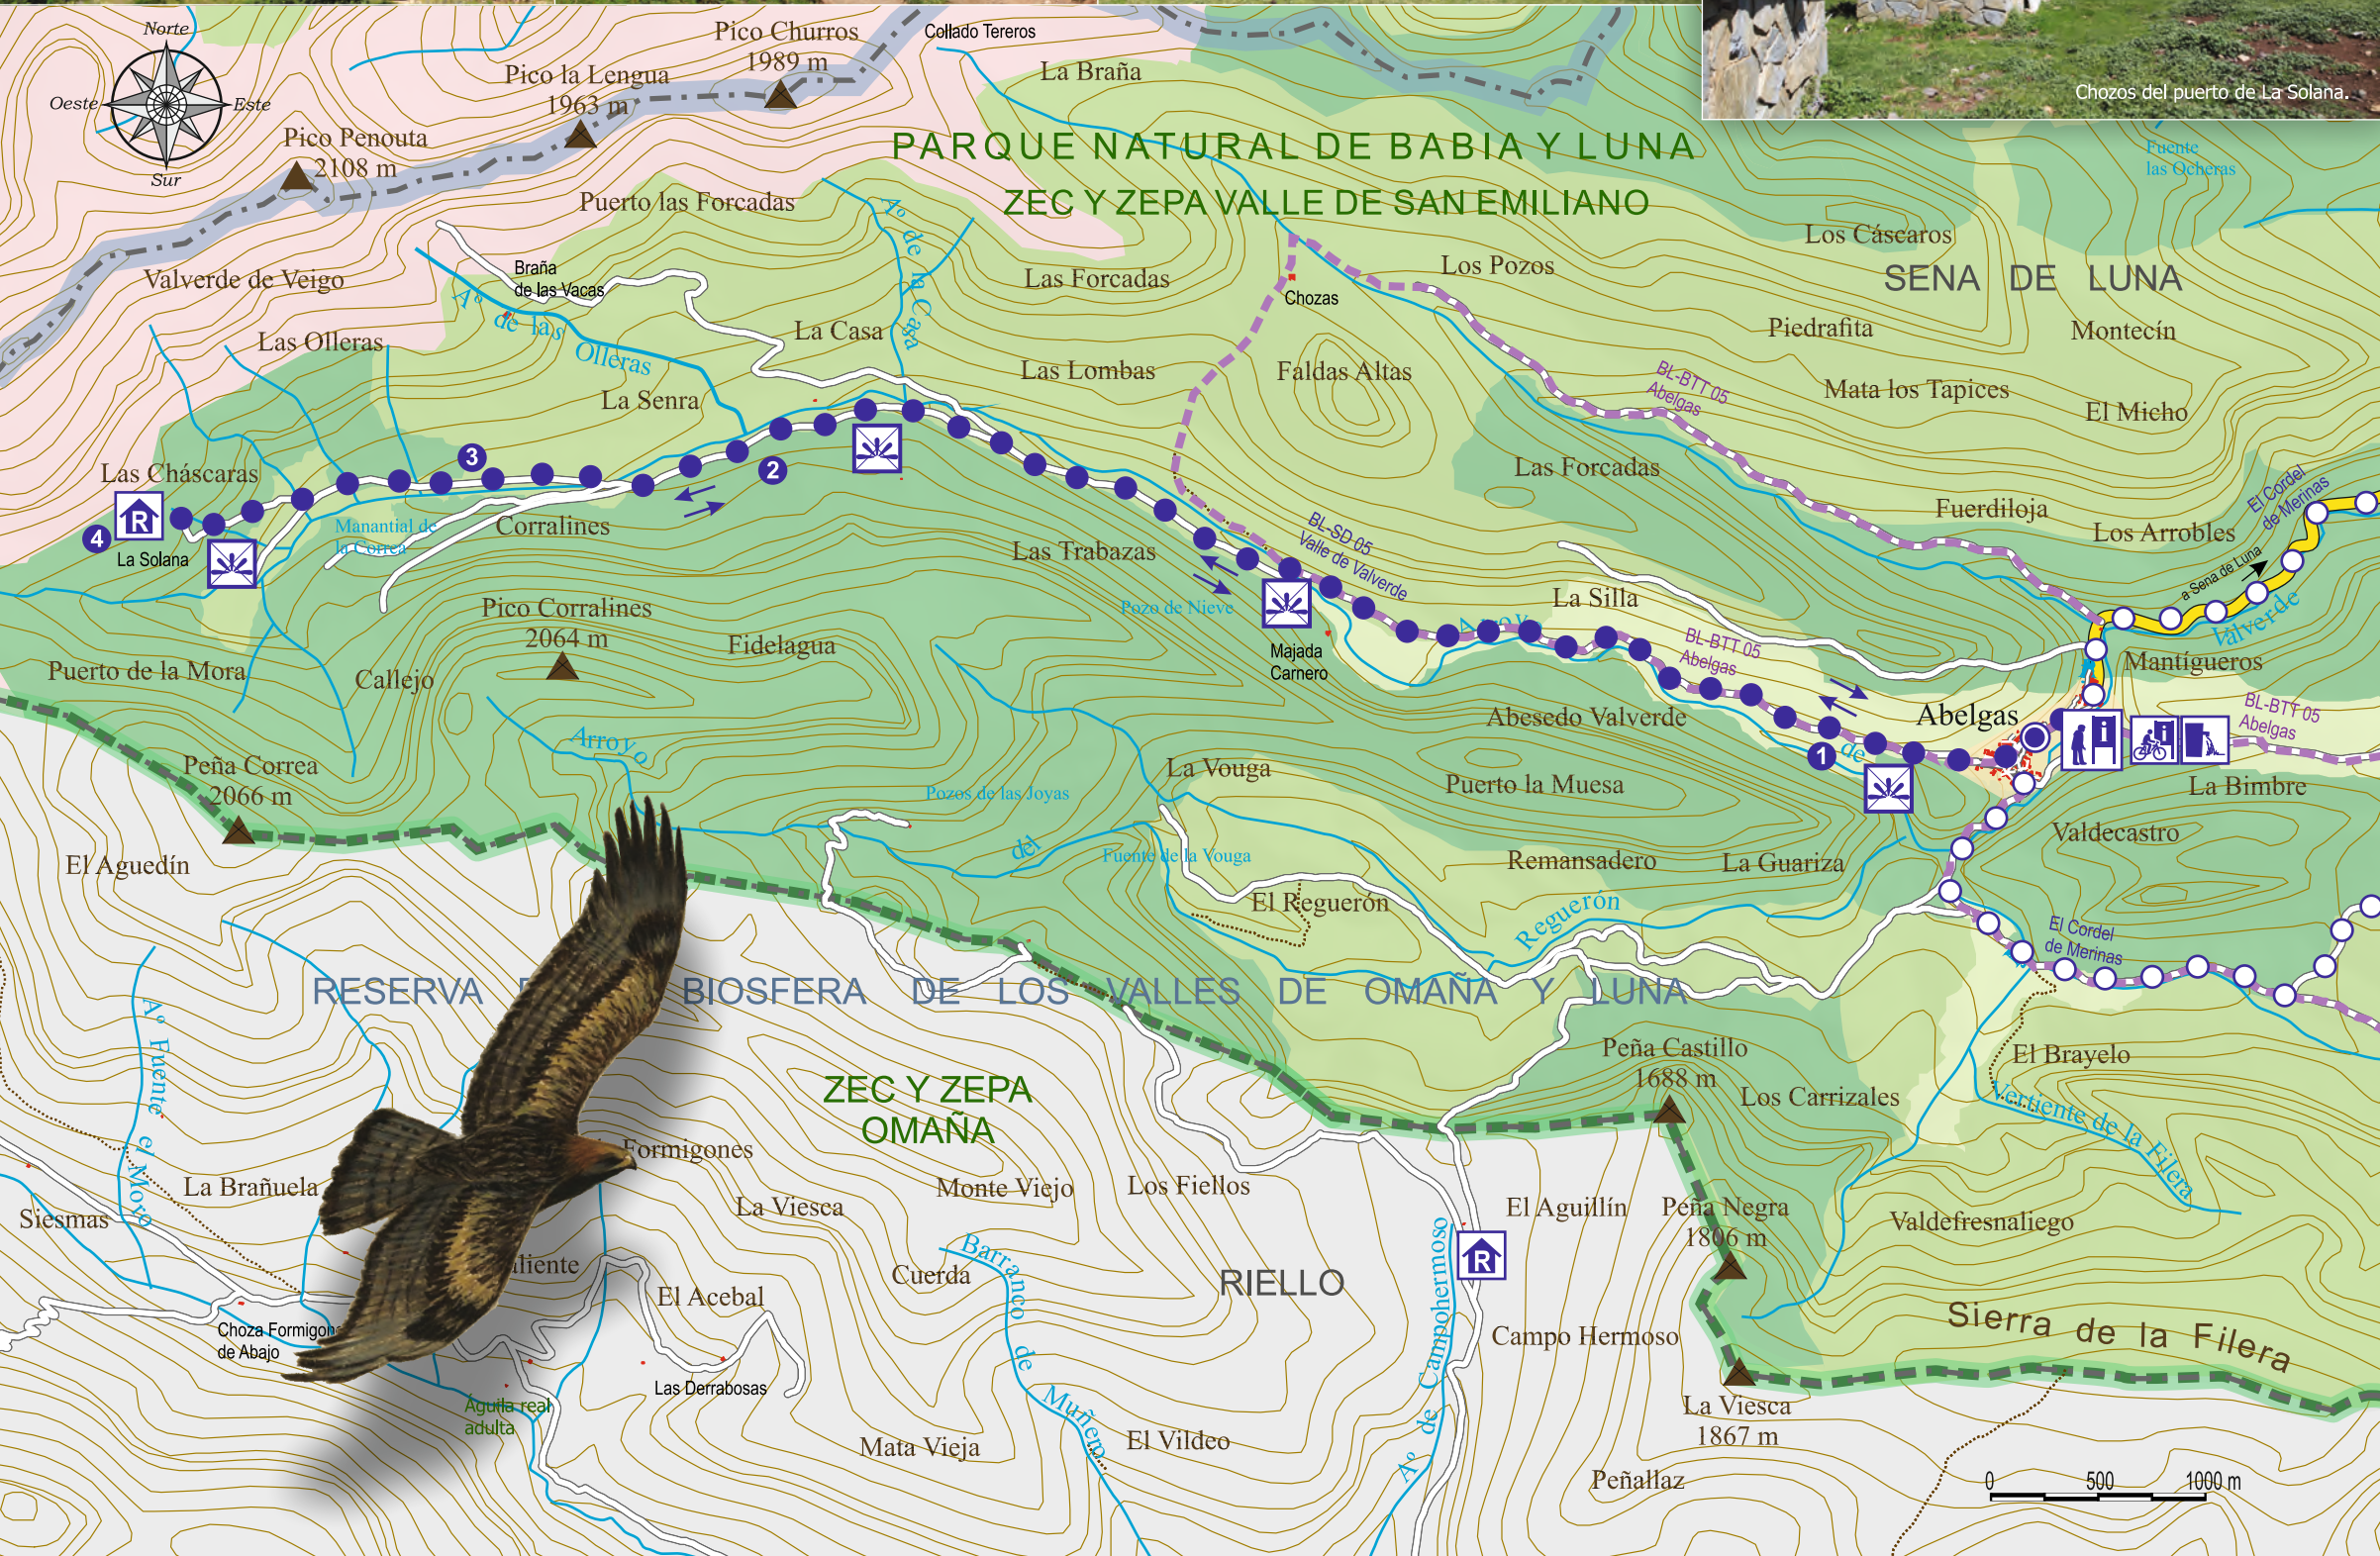 Chozos del puerto de La Solana.
Norte
Oeste
Este
Sur
Pico Churros
1989 m
Collado Tereros
La Braña
Pico la Lengua
1963 m
Pico Penouta
2108 m
PARQUE NATURAL DE BABIA Y LUNA
ZEC Y ZEPA VALLE DE SAN EMILIANO
Fuente
las Ocheras
Puerto las Forcadas
Aº de la Casa
Los Cáscaros
SENA DE LUNA
Valverde de Veigo
Braña
de las Vacas
Aº de las Olleras
Las Forcadas
Chozas
Los Pozos
Las Olleras
La Casa
Piedrafita
Montecín
La Senra
Las Lombas
Faldas Altas
BL-BTT 05
Abelgas
Mata los Tapices
El Micho
Las Cháscaras
3
2
Las Forcadas
El Cordel
de Merinas
R
4
La Solana
Manantial de
la Correa
Corralines
Las Trabazas
BL-SD 05
Valle de Valverde
Fuerdiloja
Los Arrobles
a Sena de Luna
Pozo de Nieve
La Silla
Arroyo
Valverde
Pico Corralines
2064 m
Fidelagua
Majada
Carnero
BL-BTT 05
Abelgas
Mantígueros
Puerto de la Mora
Callejo
Abesedo Valverde
Abelgas
BL-BTT 05
Abelgas
1
de
i
i
Arroyo
Peña Correa
2066 m
La Vouga
Puerto la Muesa
La Bimbre
Pozos de las Joyas
del
Fuente de la Vouga
Remansadero
La Guariza
Valdecastro
El Aguedín
El Reguerón
Reguerón
El Cordel
de Merinas
RESERVA
BIOSFERA DE LOS VALLES DE OMAÑA Y LUNA
Aº Fuente el Moro
Peña Castillo
1688 m
El Brayelo
ZEC Y ZEPA
OMAÑA
Los Carrizales
Vertiente de la Filera
Formigones
La Brañuela
La Viesca
Monte Viejo
Los Fiellos
El Aguillín
Peña Negra
1806 m
Siesmas
Valdefresnaliego
Cuerda
Barranco de Muñero
RIELLO
R
Aº de Campohermoso
El Acebal
Choza
de Abajo
Campo Hermoso
Sierra de la Filera
Las Derrabosas
Águila real
adulta
La Viesca
1867 m
Mata Vieja
El Vildeo
Peñallaz
0 500 1000 m